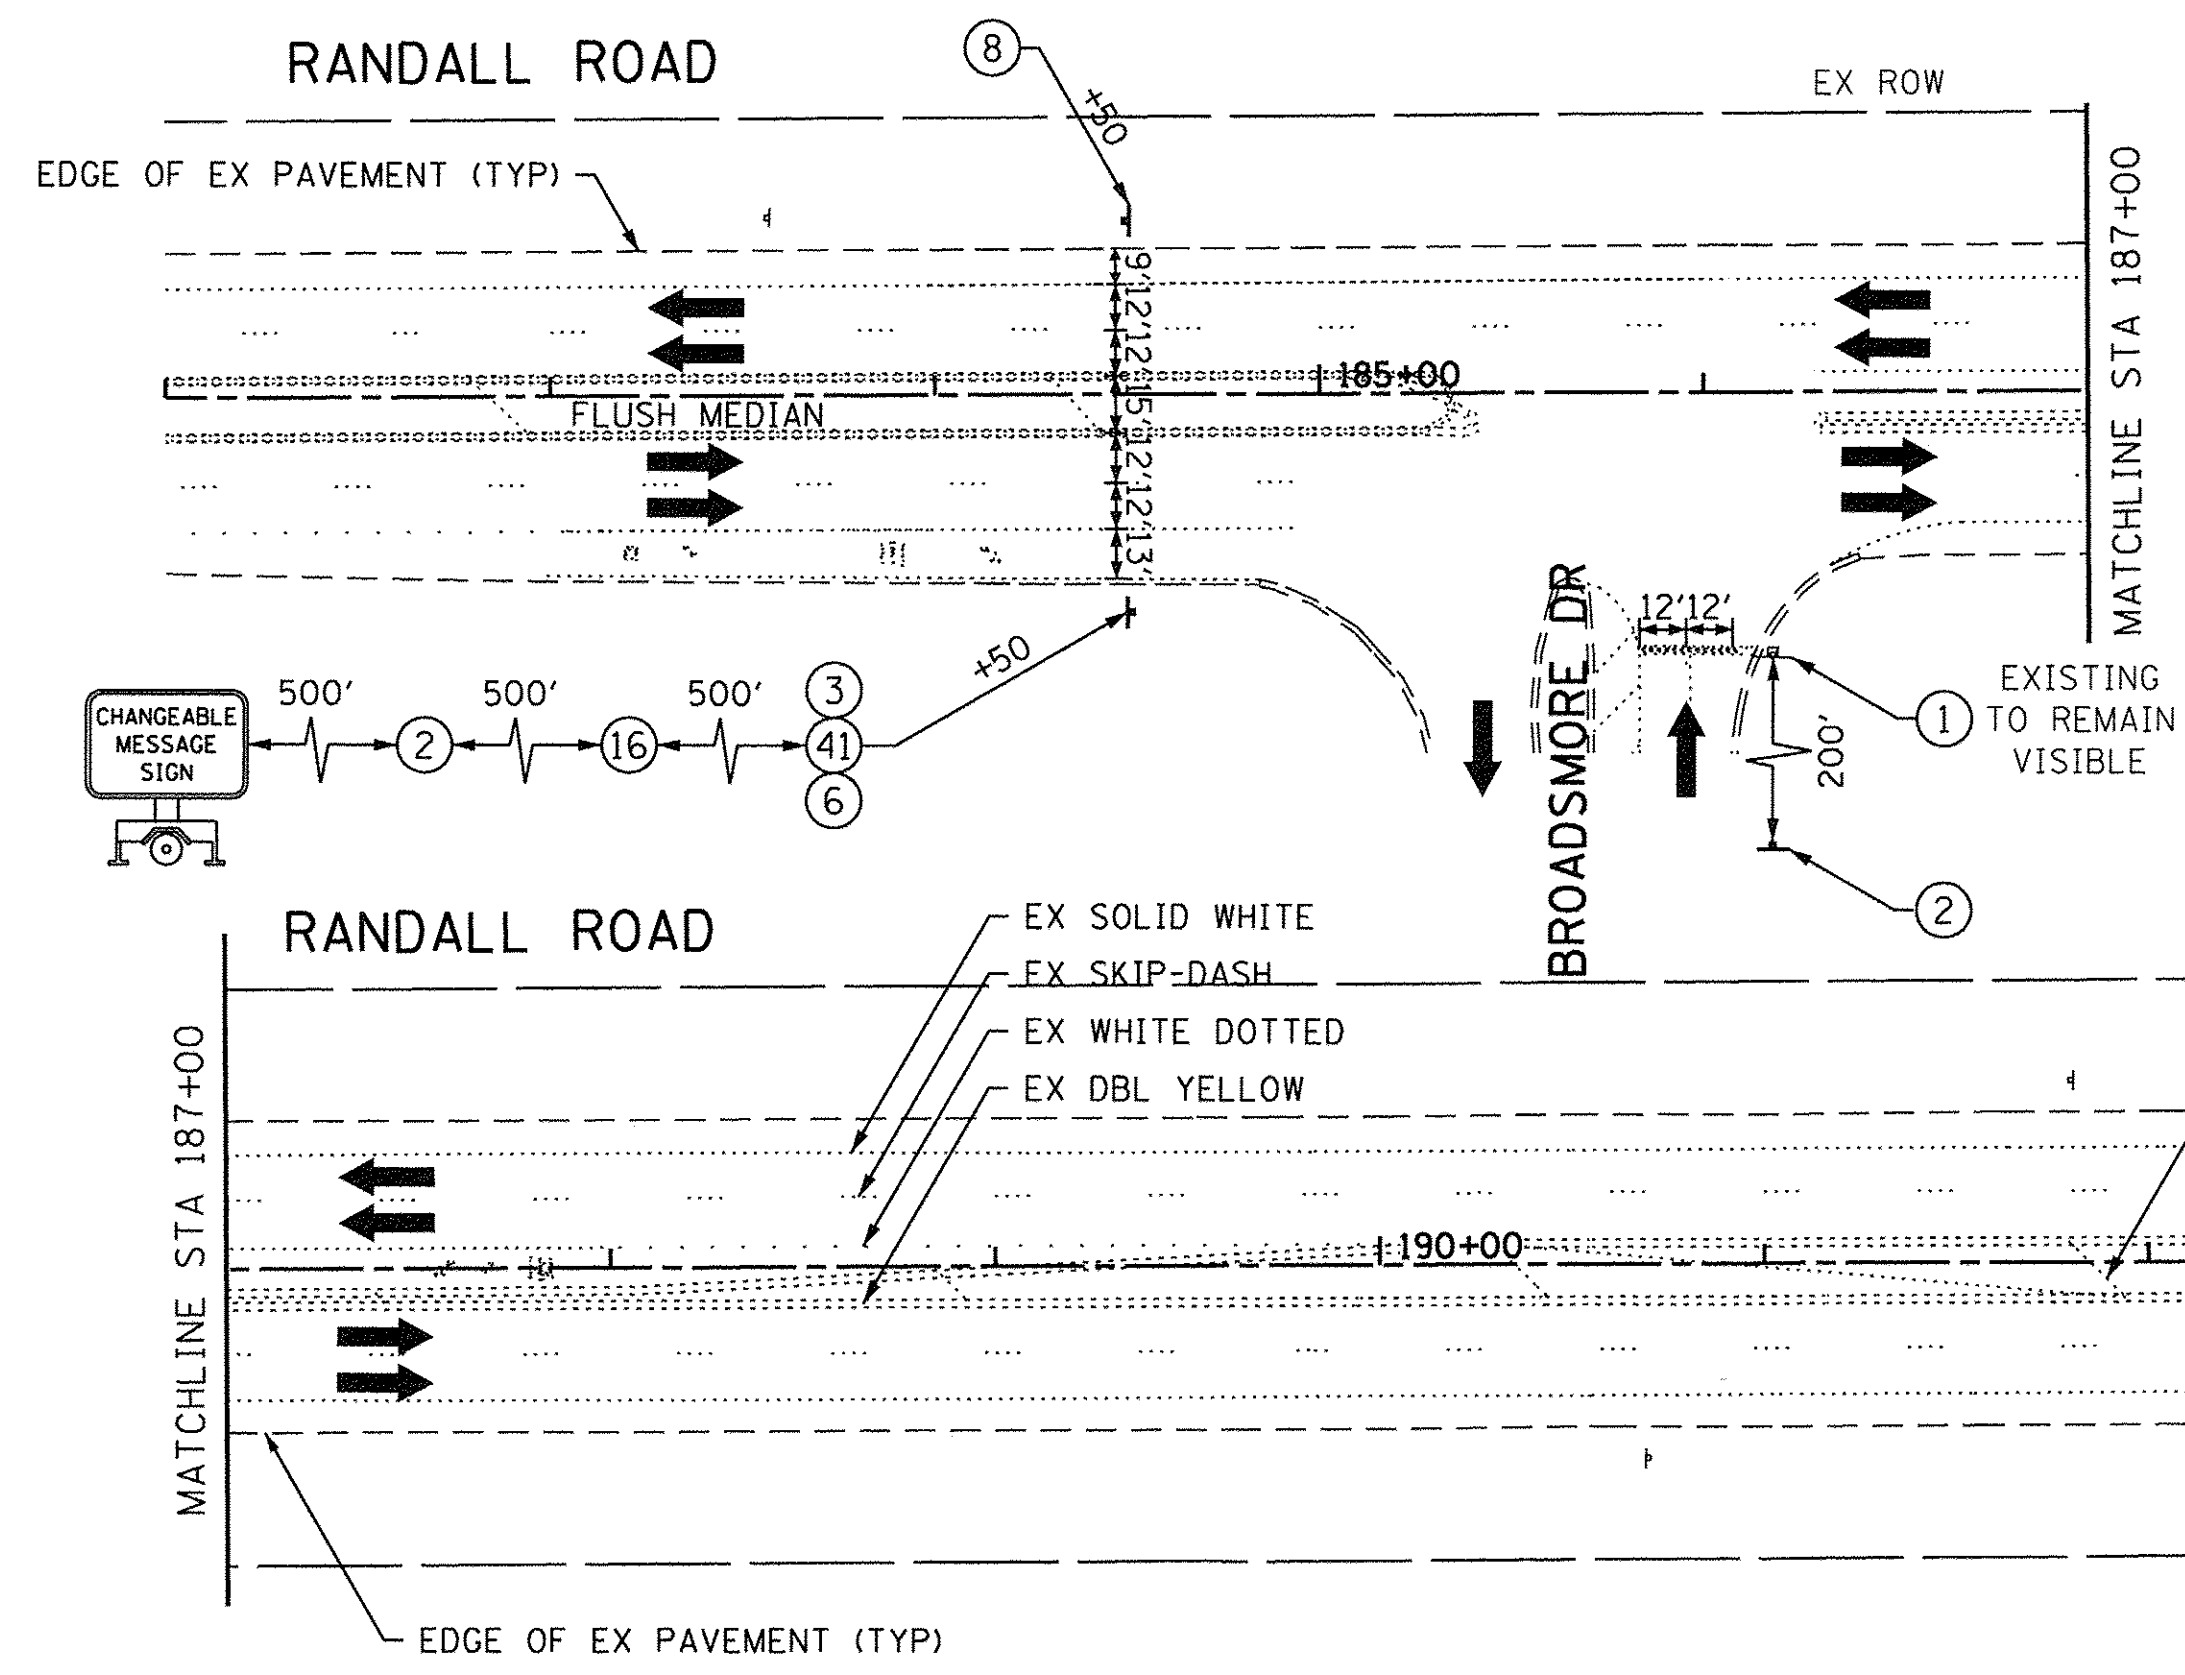 RANDALL ROAD
8
+50
EX ROW
EDGE OF EX PAVEMENT (TYP)
MATCHLINE STA 187+00
9'
12'
12'
15'
12'
12'
13'
185+00
FLUSH MEDIAN
BROADSMORE DR
12' 12'
+50
CHANGEABLE
MESSAGE
SIGN
500'
2
500'
16
500'
3
41
6
1
EXISTING
TO REMAIN
VISIBLE
200'
2
RANDALL ROAD
EX SOLID WHITE
EX SKIP-DASH
EX WHITE DOTTED
EX DBL YELLOW
MATCHLINE STA 187+00
190+00
EDGE OF EX PAVEMENT (TYP)